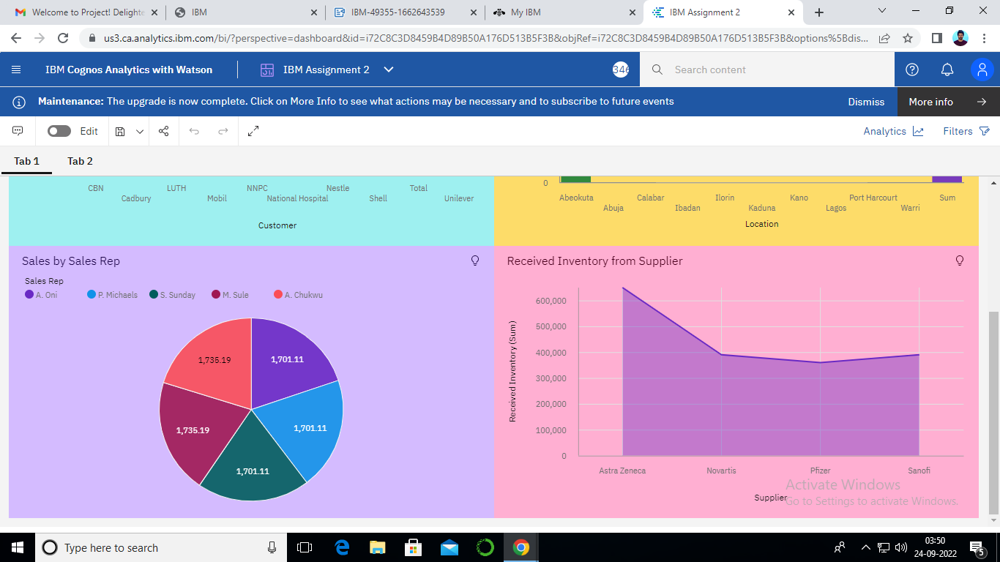 Welcome to Project! Delighte
IBM
IBM-49355-1662643539
My IBM
IBM Assignment 2
us3.ca.analytics.ibm.com/bi/?perspective=dashboard&id=i72C8C3D8459B4D89B50A176D513B5F3B&objRef=i72C8C3D8459B4D89B50A176D513B5F3B&options%5Bdis...
IBM Cognos Analytics with Watson
IBM Assignment 2
346
Search content
Maintenance: The upgrade is now complete. Click on More Info to see what actions may be necessary and to subscribe to future events
Dismiss
More info
Edit
Analytics
Filters
Tab 1
Tab 2
CBN LUTH NNPC Nestle Total
Cadbury Mobil National Hospital Shell Unilever
Customer
0
Abeokuta Calabar Ilorin Kano Port Harcourt Sum
Abuja Ibadan Kaduna Lagos Warri
Location
Sales by Sales Rep
Sales Rep
A. Oni P. Michaels S. Sunday M. Sule A. Chukwu
1,735.19 1,701.11
1,735.19 1,701.11
1,701.11
Received Inventory from Supplier
Received Inventory (Sum)
600,000
500,000
400,000
300,000
200,000
100,000
0
Astra Zeneca Novartis Pfizer Sanofi
Supplier
Activate Windows
Go to Settings to activate Windows.
Type here to search
03:50
24-09-2022
5